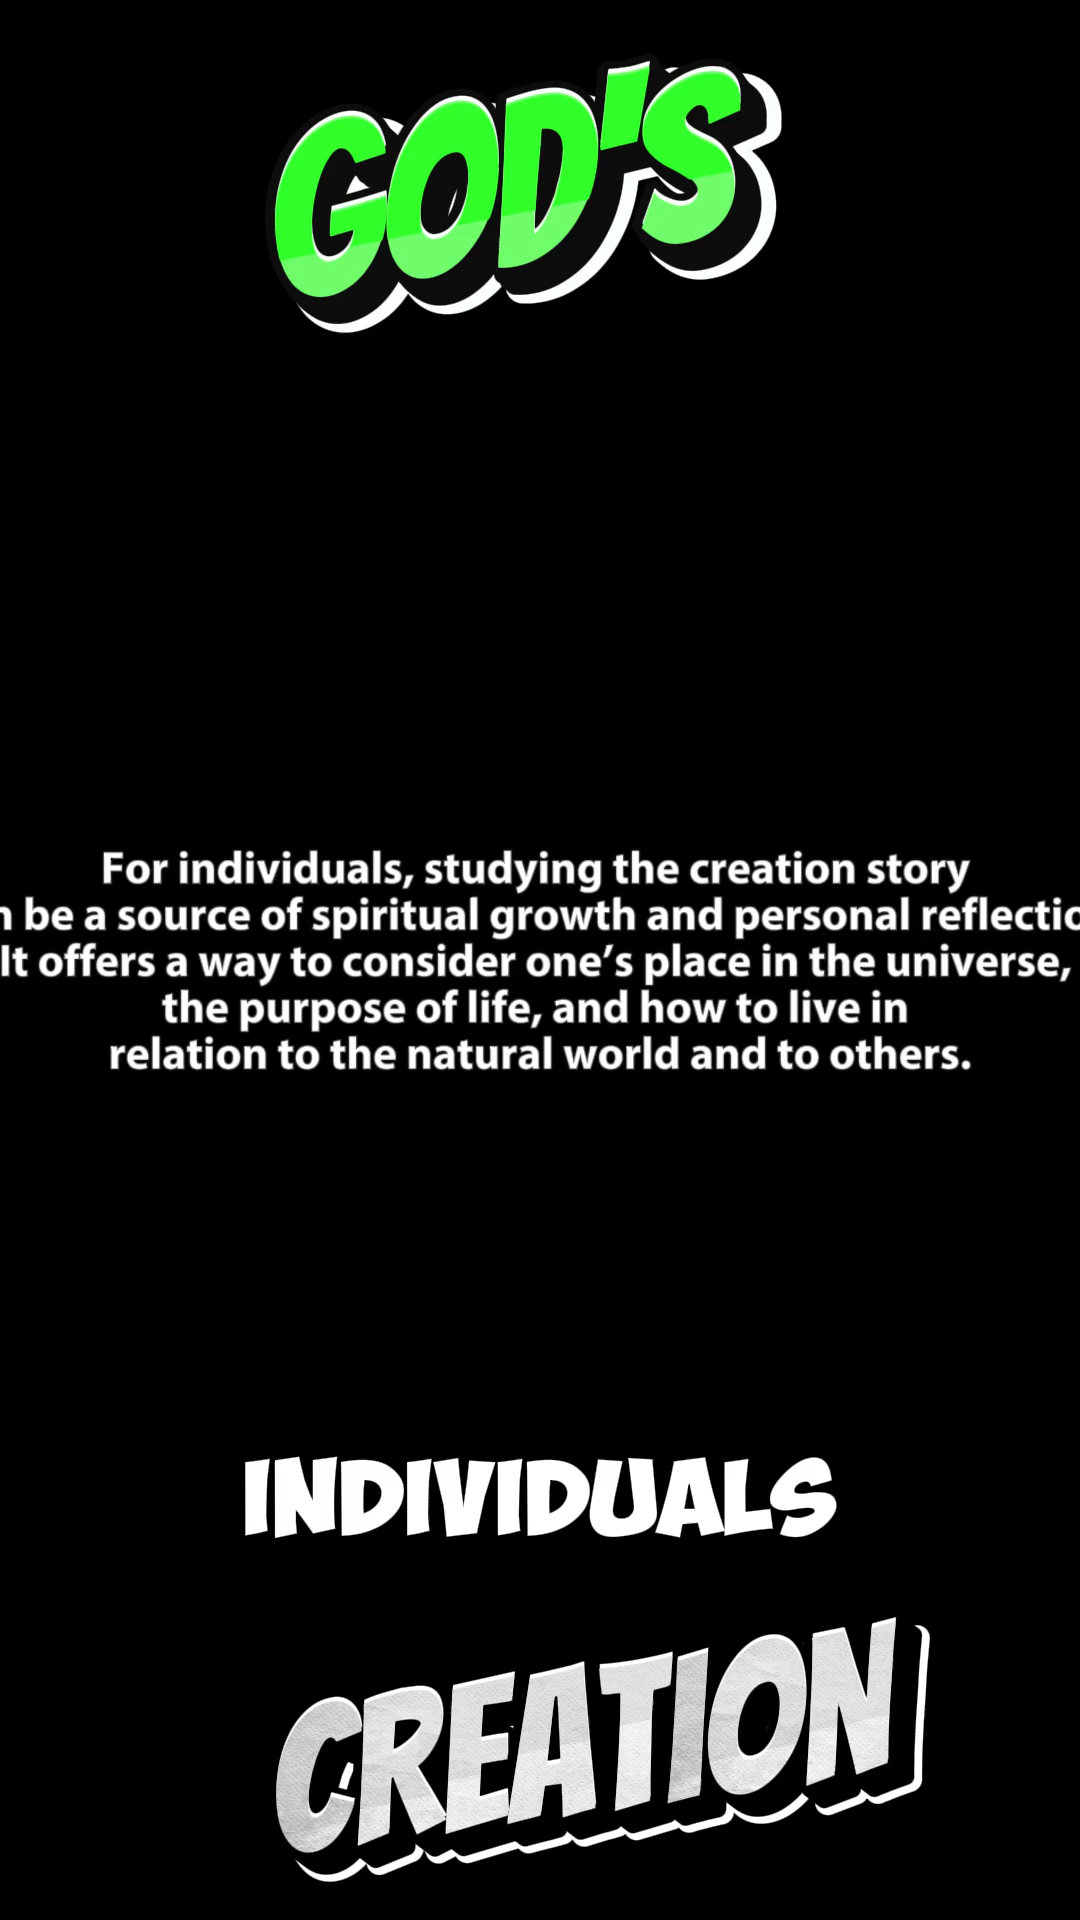 GOD'S
For individuals, studying the creation story
be a source of spiritual growth and personal reflectio
It offers a way to consider one’s place in the universe,
the purpose of life, and how to live in
relation to the natural world and to others.
INDIVIDUALS
CREATION